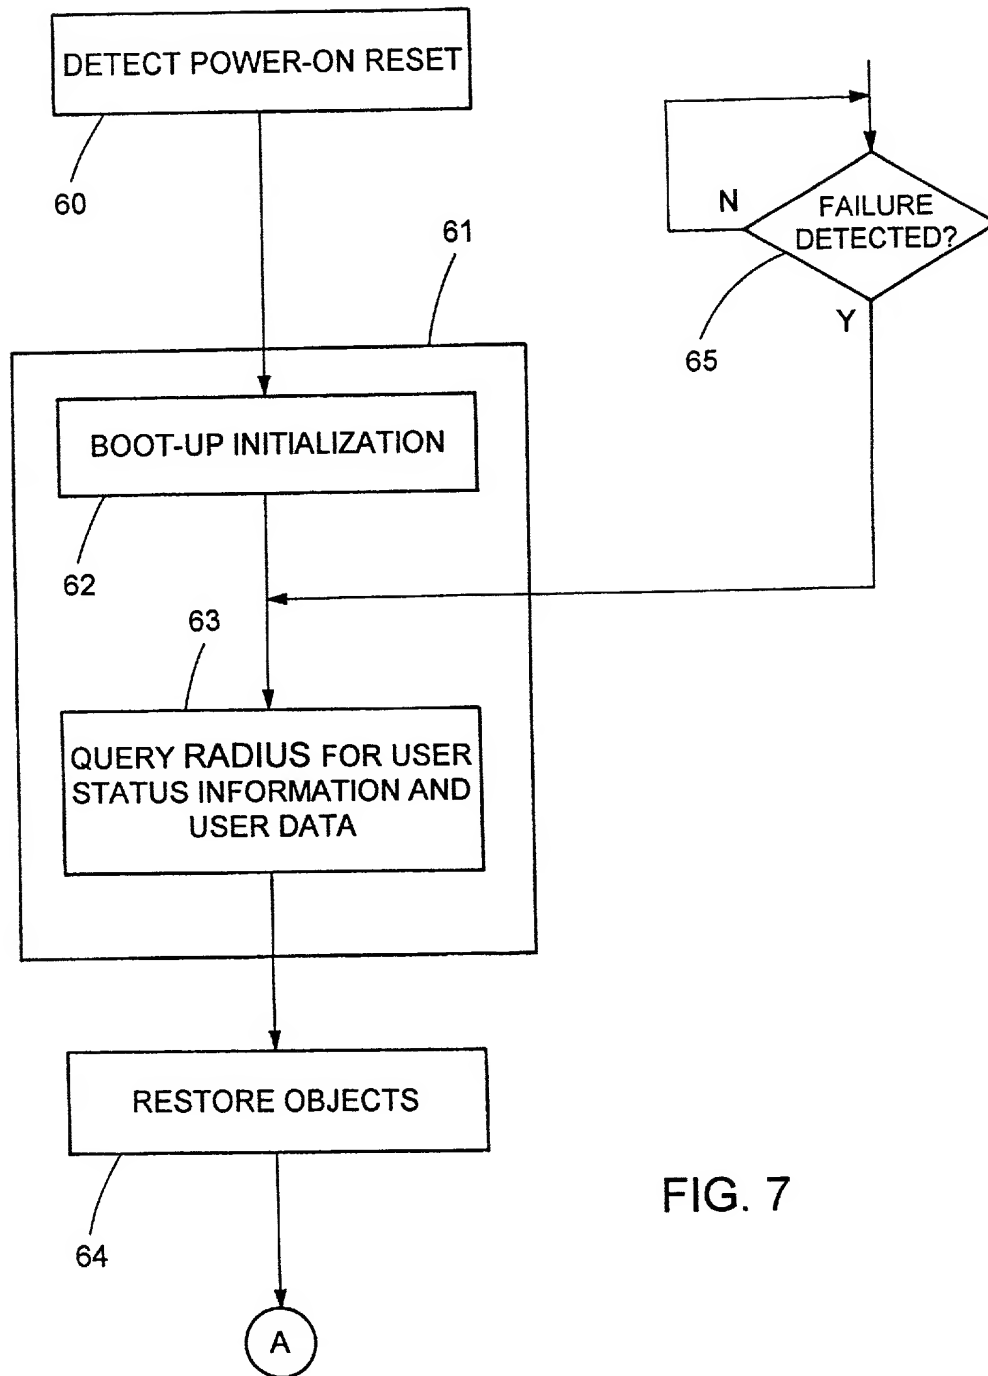 DETECT POWER-ON RESET
60
FAILURE
DETECTED?
N
Y
65
61
BOOT-UP INITIALIZATION
62
63
QUERY RADIUS FOR USER
STATUS INFORMATION AND
USER DATA
RESTORE OBJECTS
64
A
FIG. 7